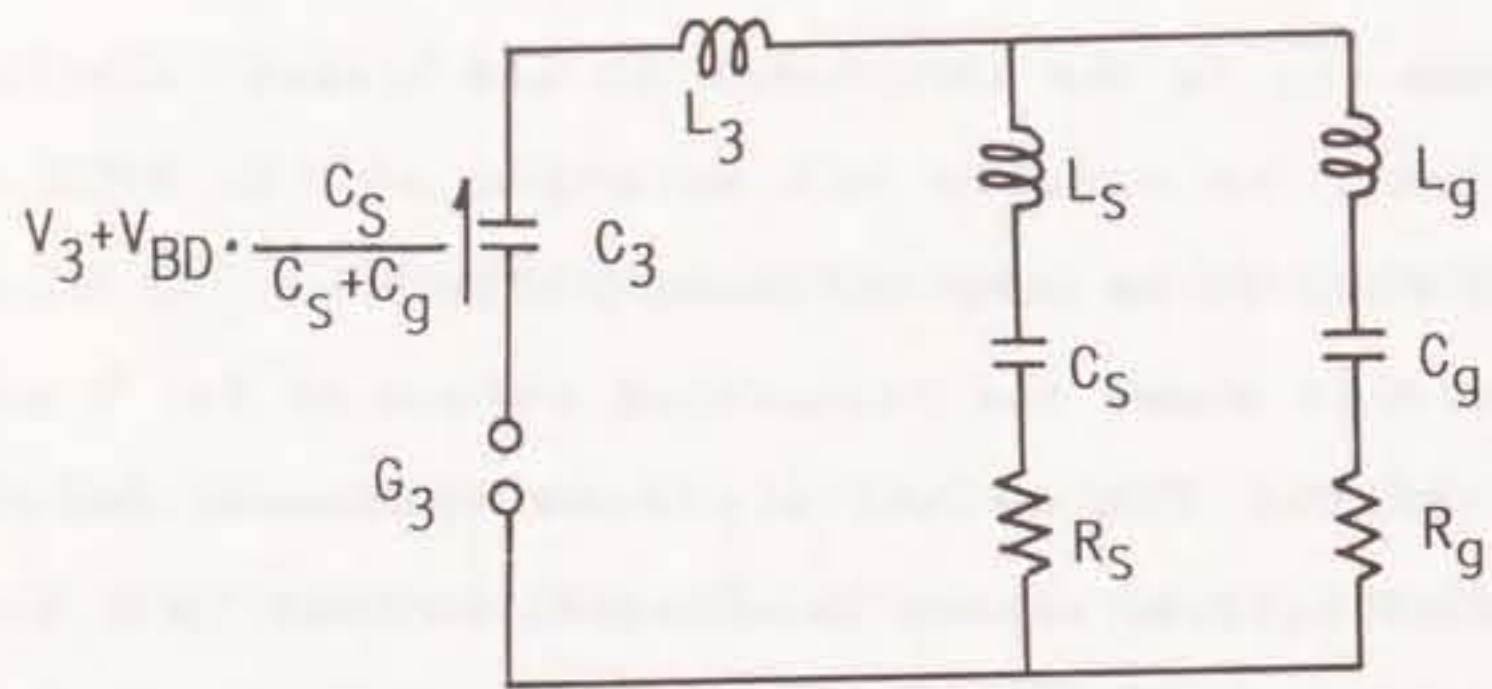 L3
V3+VBD· CS/(CS+Cg)
C3
LS
Lg
CS
Cg
G3
RS
Rg